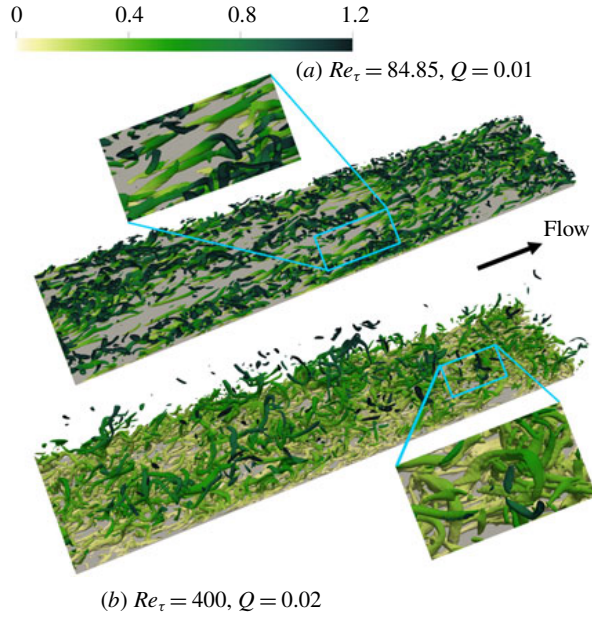 0 0.4 0.8 1.2
(a) Re_τ = 84.85, Q = 0.01
Flow
(b) Re_τ = 400, Q = 0.02